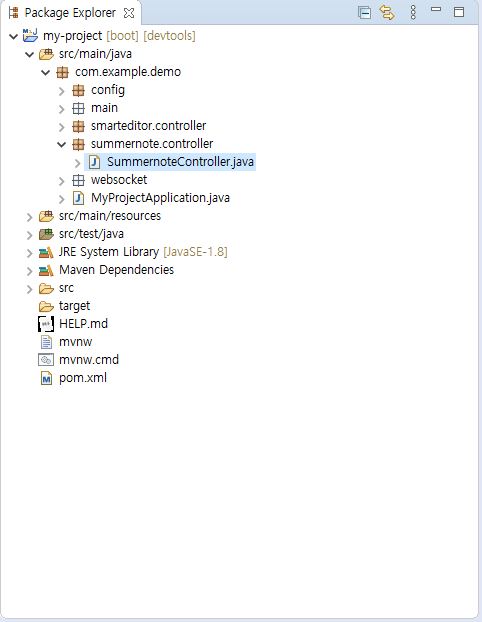 Package Explorer
my-project [boot] [devtools]
src/main/java
com.example.demo
config
main
smarteditor.controller
summernote.controller
SummernoteController.java
websocket
MyProjectApplication.java
src/main/resources
src/test/java
JRE System Library [JavaSE-1.8]
Maven Dependencies
src
target
HELP.md
mvnw
mvnw.cmd
pom.xml